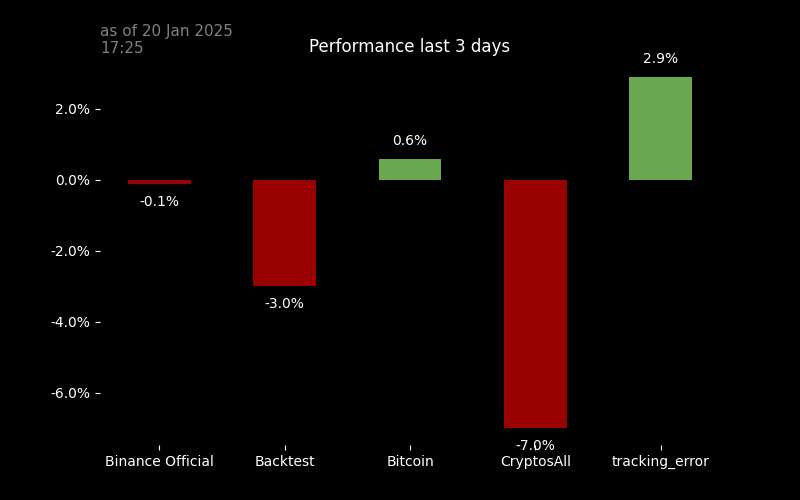 as of 20 Jan 2025
17:25
Performance last 3 days
2.9%
2.0%
0.6%
0.0%
-0.1%
-2.0%
-3.0%
-4.0%
-6.0%
-7.0%
Binance Official
Backtest
Bitcoin
CryptosAll
tracking_error